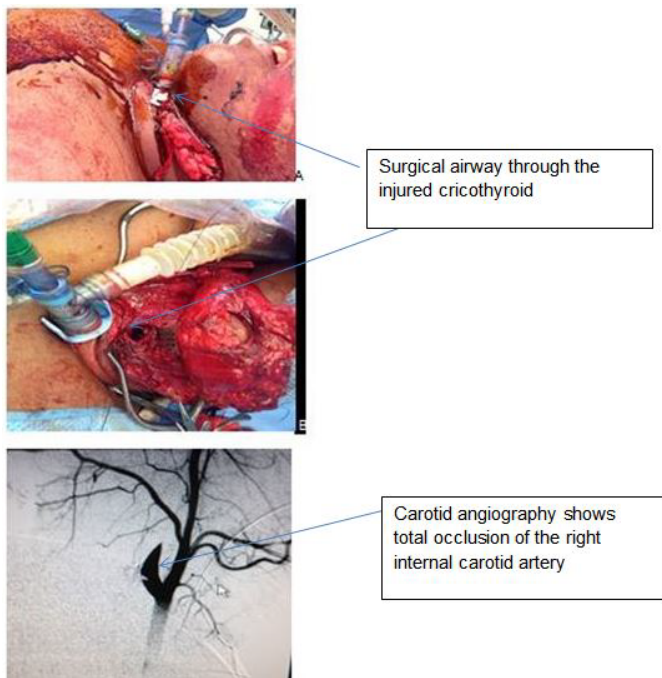 A
Surgical airway through the
injured cricothyroid
B
Carotid angiography shows
total occlusion of the right
internal carotid artery